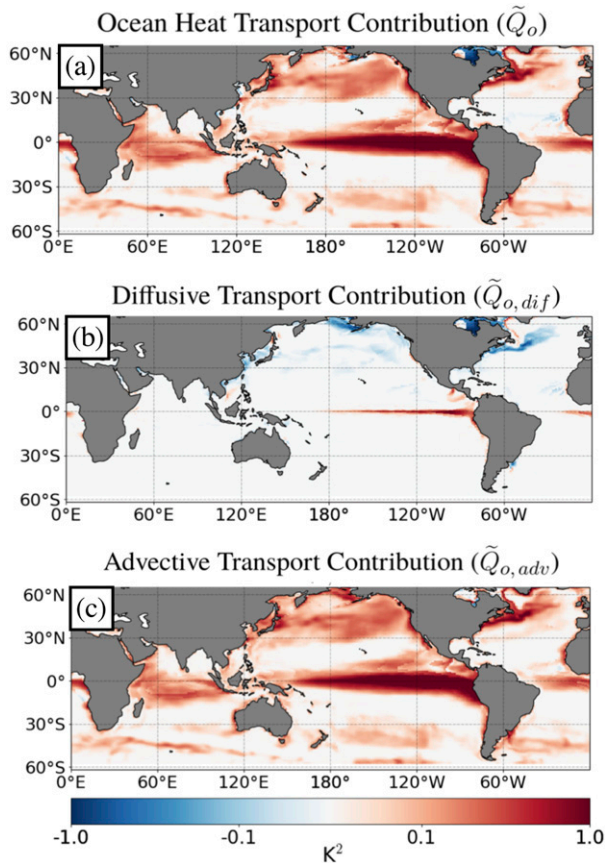 Ocean Heat Transport Contribution (Q̃ₒ)
(a)
60°N
30°N
0°
30°S
60°S
0°E 60°E 120°E 180° 120°W 60°W
Diffusive Transport Contribution (Q̃ₒ,dif)
(b)
60°N
30°N
0°
30°S
60°S
0°E 60°E 120°E 180° 120°W 60°W
Advective Transport Contribution (Q̃ₒ,adv)
(c)
60°N
30°N
0°
30°S
60°S
0°E 60°E 120°E 180° 120°W 60°W
-1.0 -0.1 0.1 1.0
K²